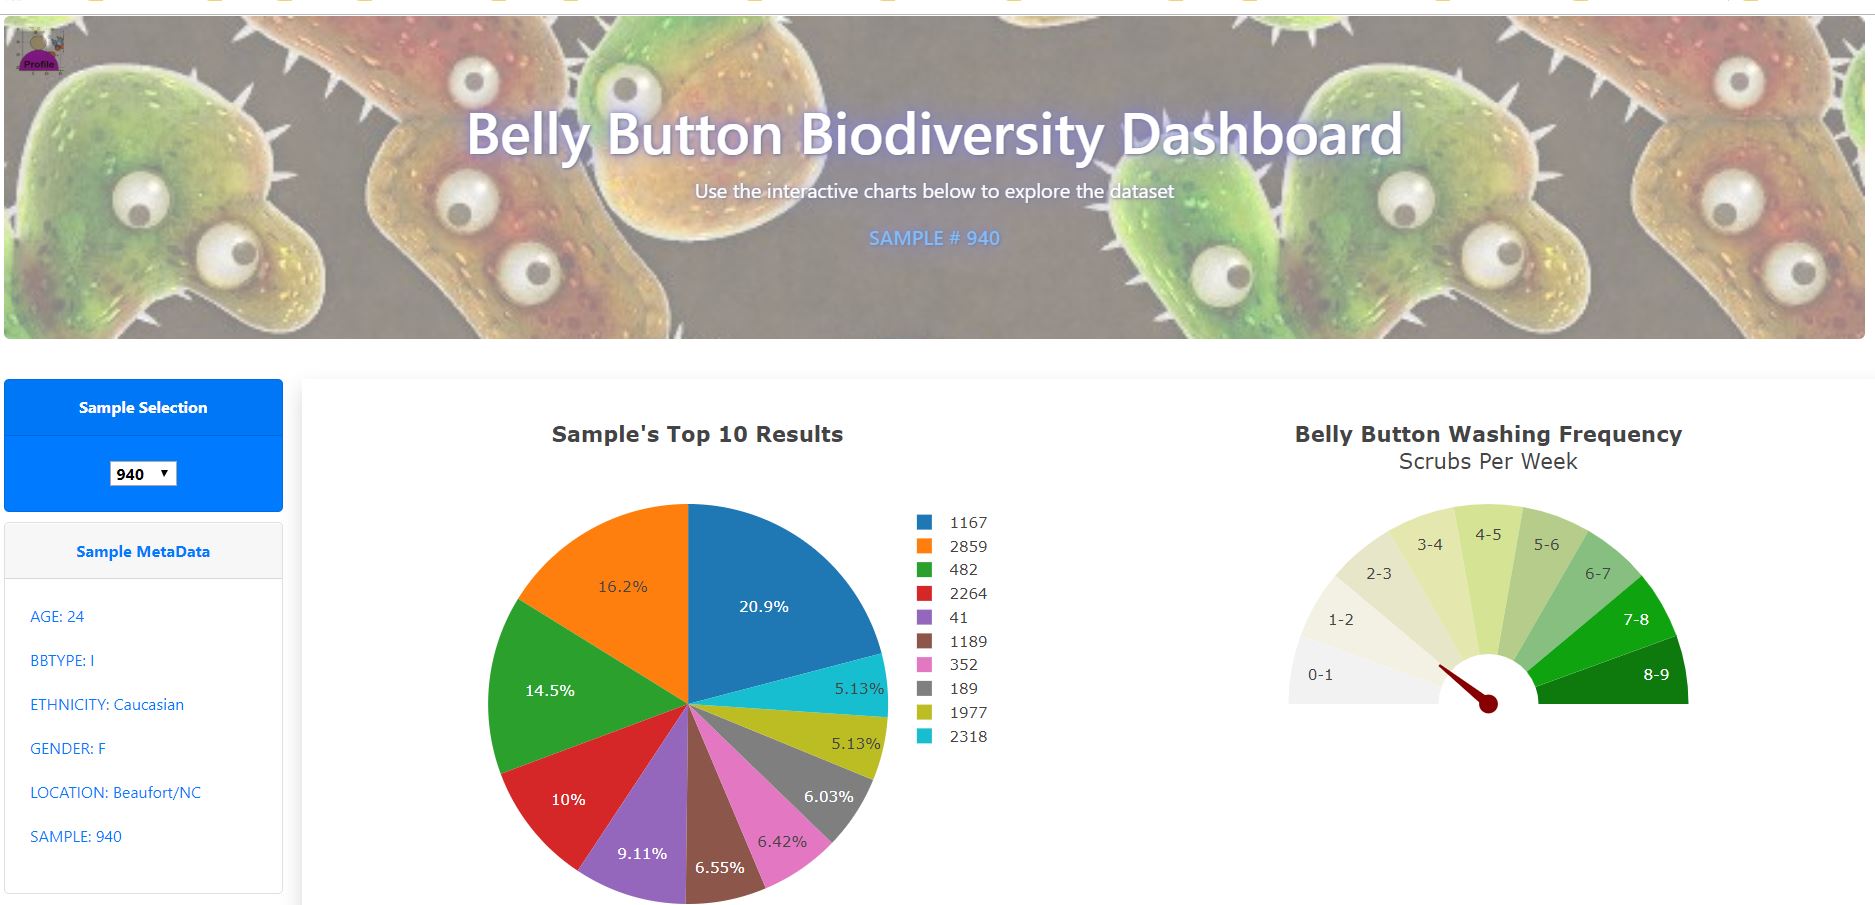 Profile
Belly Button Biodiversity Dashboard
Use the interactive charts below to explore the dataset
SAMPLE # 940
Sample Selection
940
Sample MetaData
AGE: 24
BBTYPE: I
ETHNICITY: Caucasian
GENDER: F
LOCATION: Beaufort/NC
SAMPLE: 940
Sample's Top 10 Results
20.9%
16.2%
14.5%
10%
9.11%
6.55%
6.42%
6.03%
5.13%
5.13%
1167
2859
482
2264
41
1189
352
189
1977
2318
Belly Button Washing Frequency
Scrubs Per Week
0-1
1-2
2-3
3-4
4-5
5-6
6-7
7-8
8-9